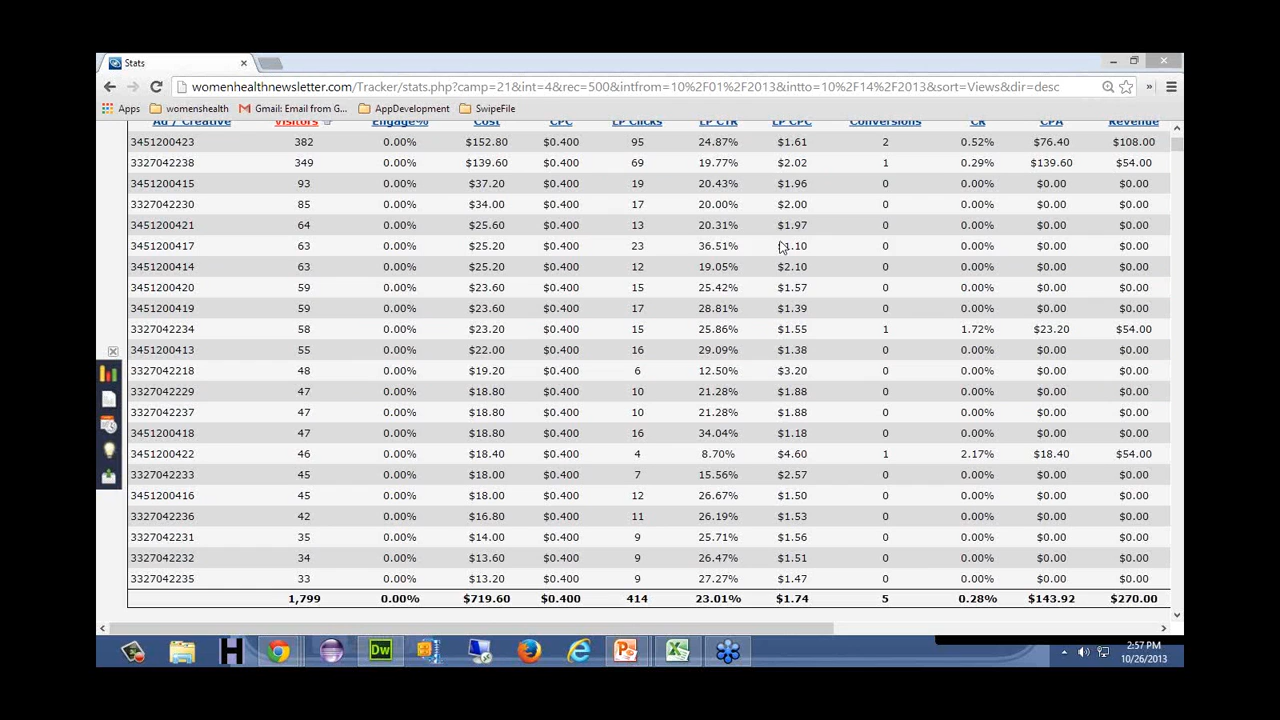 Stats
womenhealthnewsletter.com/Tracker/stats.php?camp=21&int=4&rec=500&intfrom=10%2F01%2F2013&intto=10%2F14%2F2013&sort=Views&dir=desc
Apps womenshealth Gmail: Email from G... AppDevelopment SwipeFile
Ad / Creative Visitors Engage% Cost CPC LP Clicks LP CTR LP CPC Conversions CR CPA Revenue
3451200423 382 0.00% $152.80 $0.400 95 24.87% $1.61 2 0.52% $76.40 $108.00
3327042238 349 0.00% $139.60 $0.400 69 19.77% $2.02 1 0.29% $139.60 $54.00
3451200415 93 0.00% $37.20 $0.400 19 20.43% $1.96 0 0.00% $0.00 $0.00
3327042230 85 0.00% $34.00 $0.400 17 20.00% $2.00 0 0.00% $0.00 $0.00
3451200421 64 0.00% $25.60 $0.400 13 20.31% $1.97 0 0.00% $0.00 $0.00
3451200417 63 0.00% $25.20 $0.400 23 36.51% $1.10 0 0.00% $0.00 $0.00
3451200414 63 0.00% $25.20 $0.400 12 19.05% $2.10 0 0.00% $0.00 $0.00
3451200420 59 0.00% $23.60 $0.400 15 25.42% $1.57 0 0.00% $0.00 $0.00
3451200419 59 0.00% $23.60 $0.400 17 28.81% $1.39 0 0.00% $0.00 $0.00
3327042234 58 0.00% $23.20 $0.400 15 25.86% $1.55 1 1.72% $23.20 $54.00
3451200413 55 0.00% $22.00 $0.400 16 29.09% $1.38 0 0.00% $0.00 $0.00
3327042218 48 0.00% $19.20 $0.400 6 12.50% $3.20 0 0.00% $0.00 $0.00
3327042229 47 0.00% $18.80 $0.400 10 21.28% $1.88 0 0.00% $0.00 $0.00
3327042237 47 0.00% $18.80 $0.400 10 21.28% $1.88 0 0.00% $0.00 $0.00
3451200418 47 0.00% $18.80 $0.400 16 34.04% $1.18 0 0.00% $0.00 $0.00
3451200422 46 0.00% $18.40 $0.400 4 8.70% $4.60 1 2.17% $18.40 $54.00
3327042233 45 0.00% $18.00 $0.400 7 15.56% $2.57 0 0.00% $0.00 $0.00
3451200416 45 0.00% $18.00 $0.400 12 26.67% $1.50 0 0.00% $0.00 $0.00
3327042236 42 0.00% $16.80 $0.400 11 26.19% $1.53 0 0.00% $0.00 $0.00
3327042231 35 0.00% $14.00 $0.400 9 25.71% $1.56 0 0.00% $0.00 $0.00
3327042232 34 0.00% $13.60 $0.400 9 26.47% $1.51 0 0.00% $0.00 $0.00
3327042235 33 0.00% $13.20 $0.400 9 27.27% $1.47 0 0.00% $0.00 $0.00
1,799 0.00% $719.60 $0.400 414 23.01% $1.74 5 0.28% $143.92 $270.00
H Dw
2:57 PM
10/26/2013